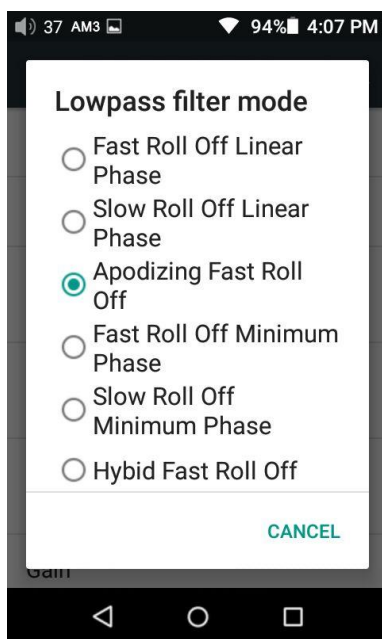 37 AM3 94% 4:07 PM
Lowpass filter mode
Fast Roll Off Linear
Phase
Slow Roll Off Linear
Phase
Apodizing Fast Roll
Off
Fast Roll Off Minimum
Phase
Slow Roll Off
Minimum Phase
Hybid Fast Roll Off
CANCEL
Gain